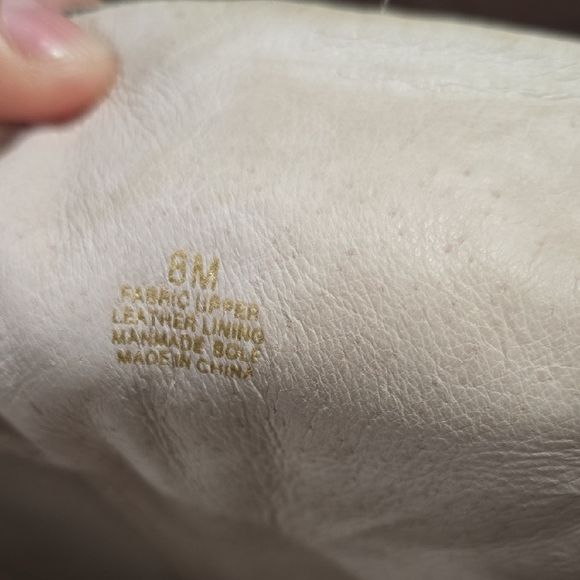 8M
FABRIC UPPER
LEATHER LINING
MANMADE SOLE
MADE IN CHINA